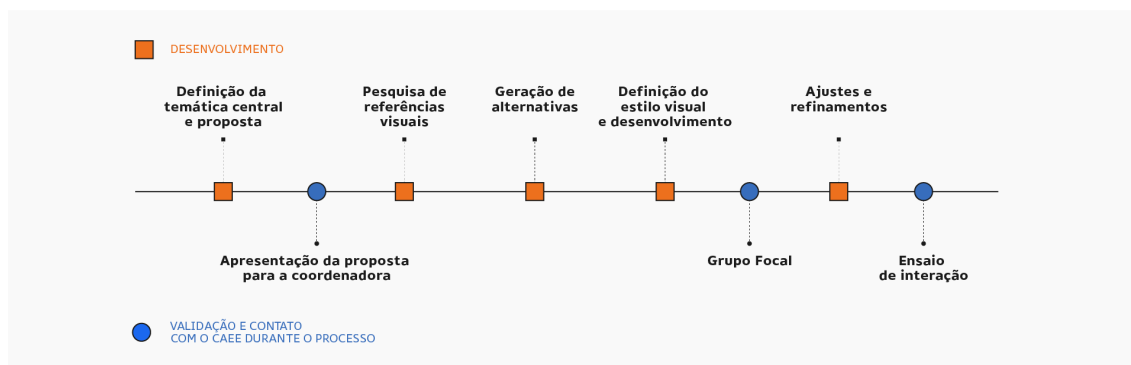 DESENVOLVIMENTO
Definição da
temática central
e proposta
Pesquisa de
referências
visuais
Geração de
alternativas
Definição do
estilo visual
e desenvolvimento
Ajustes e
refinamentos
Apresentação da proposta
para a coordenadora
Grupo Focal
Ensaio
de interação
VALIDAÇÃO E CONTATO
COM O CAEE DURANTE O PROCESSO